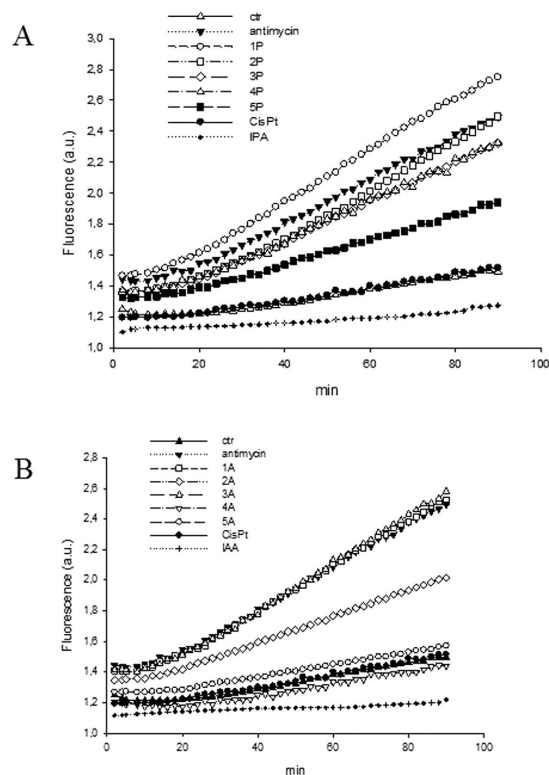 A
ctr
antimycin
1P
2P
3P
4P
5P
CisPt
IPA
Fluorescence (a.u.)
3,0
2,8
2,6
2,4
2,2
2,0
1,8
1,6
1,4
1,2
1,0
0 20 40 60 80 100
min
B
ctr
antimycin
1A
2A
3A
4A
5A
CisPt
IAA
Fluorescence (a.u.)
2,8
2,6
2,4
2,2
2,0
1,8
1,6
1,4
1,2
1,0
0 20 40 60 80 100
min